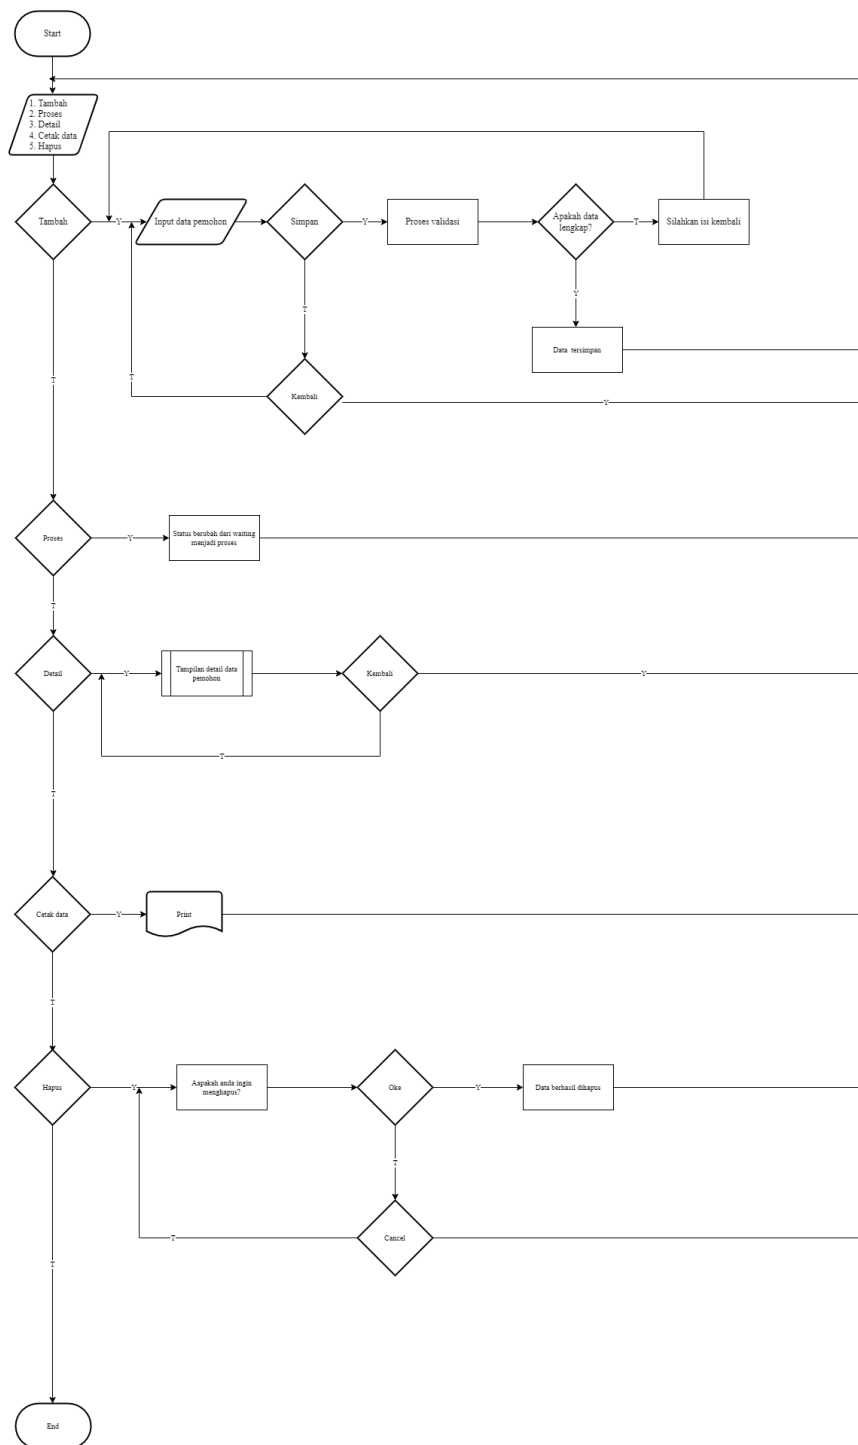 Start
1. Tambah
2. Proses
3. Detail
4. Cetak data
5. Hapus
Tambah
Y
Input data pemohon
Simpan
Y
Proses validasi
Apakah data
lengkap?
T
Silahkan isi kembali
T
Y
Data tersimpan
T
T
Kembali
Y
Proses
Y
Status berubah dari waiting
menjadi proses
T
Detail
Y
Tampilan detail data
pemohon
Kembali
Y
T
T
Cetak data
Y
Print
T
Hapus
Y
Aapakah anda ingin
menghapus?
Oke
Y
Data berhasil dihapus
T
T
Cancel
T
End